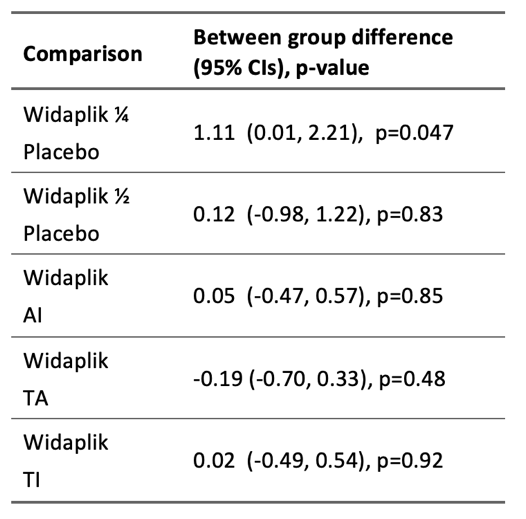 Comparison
Between group difference
(95% CIs), p-value
Widaplik ¼
Placebo
1.11 (0.01, 2.21), p=0.047
Widaplik ½
Placebo
0.12 (-0.98, 1.22), p=0.83
Widaplik
AI
0.05 (-0.47, 0.57), p=0.85
Widaplik
TA
-0.19 (-0.70, 0.33), p=0.48
Widaplik
TI
0.02 (-0.49, 0.54), p=0.92